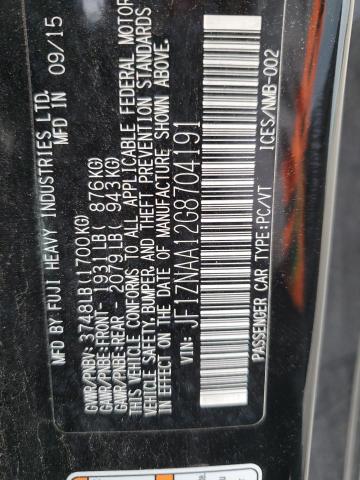 MFD BY FUJI HEAVY INDUSTRIES LTD.
MFD IN 09/15
GAWR/PNBV: 3748LB(1700KG)
GAWR/PNBE:FRONT - 1931LB( 876KG)
GAWR/PNBE:REAR - 2079LB( 943KG)
THIS VEHICLE CONFORMS TO ALL APPLICABLE FEDERAL MOTOR
VEHICLE SAFETY, BUMPER, AND THEFT PREVENTION STANDARDS
IN EFFECT ON THE DATE OF MANUFACTURE SHOWN ABOVE.
VIN: JF1ZNAA12G8704191
PASSENGER CAR TYPE:PC/VT ICES/NMB-002